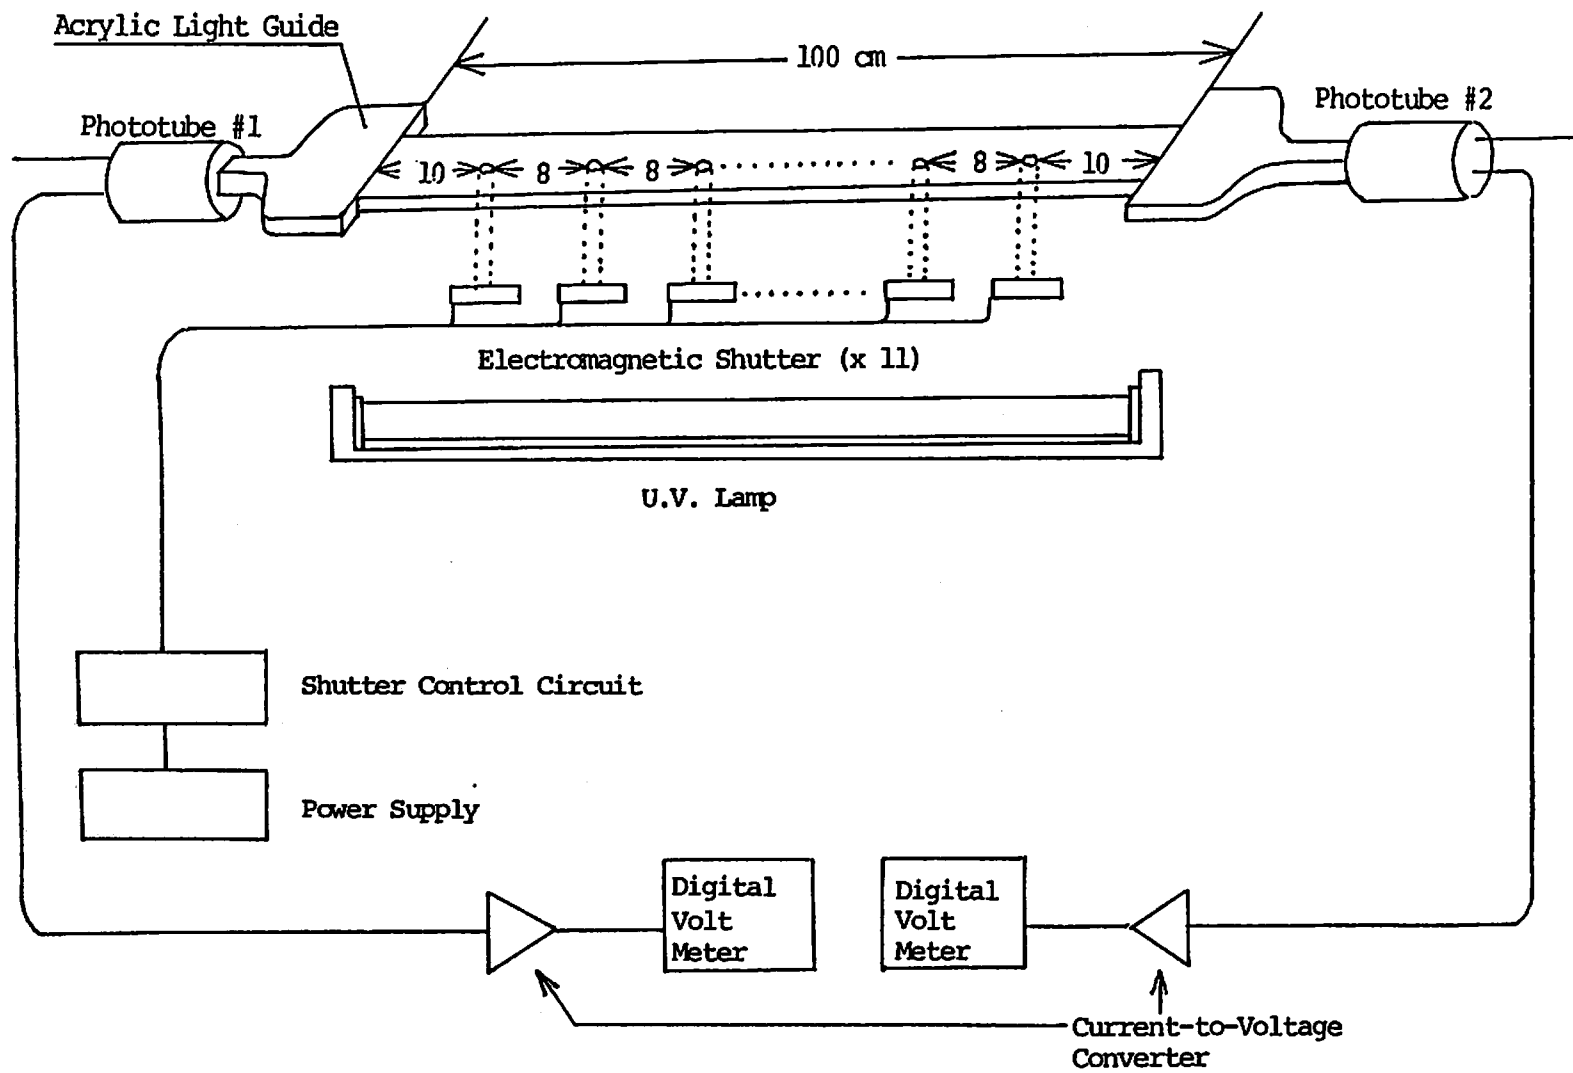 Acrylic Light Guide
100 cm
Phototube #1
Phototube #2
10 8 8 8 10
Electromagnetic Shutter (x 11)
U.V. Lamp
Shutter Control Circuit
Power Supply
Digital
Volt
Meter
Digital
Volt
Meter
Current-to-Voltage
Converter